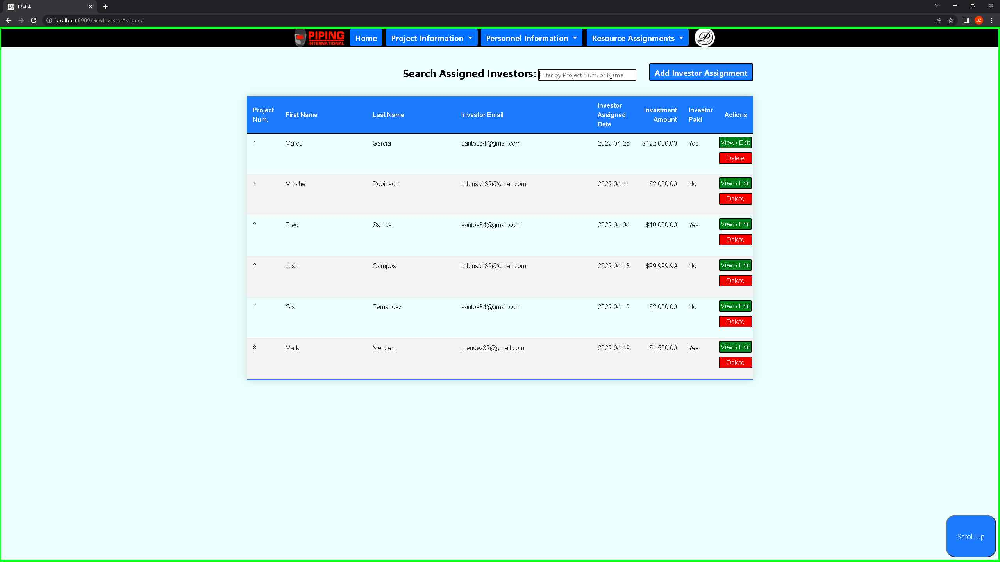 T.A.P.I.
localhost:8080/viewInvestorAssigned
JZ
PIPING
INTERNATIONAL
Home
Project Information
Personnel Information
Resource Assignments
Search Assigned Investors:
Filter by Project Num. or Name
Add Investor Assignment
Project Num. First Name Last Name Investor Email Investor Assigned Date Investment Amount Investor Paid Actions
1 Marco Garcia santos34@gmail.com 2022-04-26 $122,000.00 Yes View / Edit
Delete
1 Micahel Robinson robinson32@gmail.com 2022-04-11 $2,000.00 No View / Edit
Delete
2 Fred Santos santos34@gmail.com 2022-04-04 $10,000.00 Yes View / Edit
Delete
2 Juan Campos robinson32@gmail.com 2022-04-13 $99,999.99 No View / Edit
Delete
1 Gia Fernandez santos34@gmail.com 2022-04-12 $2,000.00 No View / Edit
Delete
8 Mark Mendez mendez32@gmail.com 2022-04-19 $1,500.00 Yes View / Edit
Delete
Scroll Up